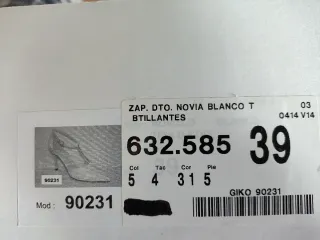 ZAP. DTO. NOVIA BLANCO T 03
BTILLANTES 0414 V14
632.585 39
Col Ta Cor Pie
5 4 31 5
GIKO 90231
90231
Mod: 90231